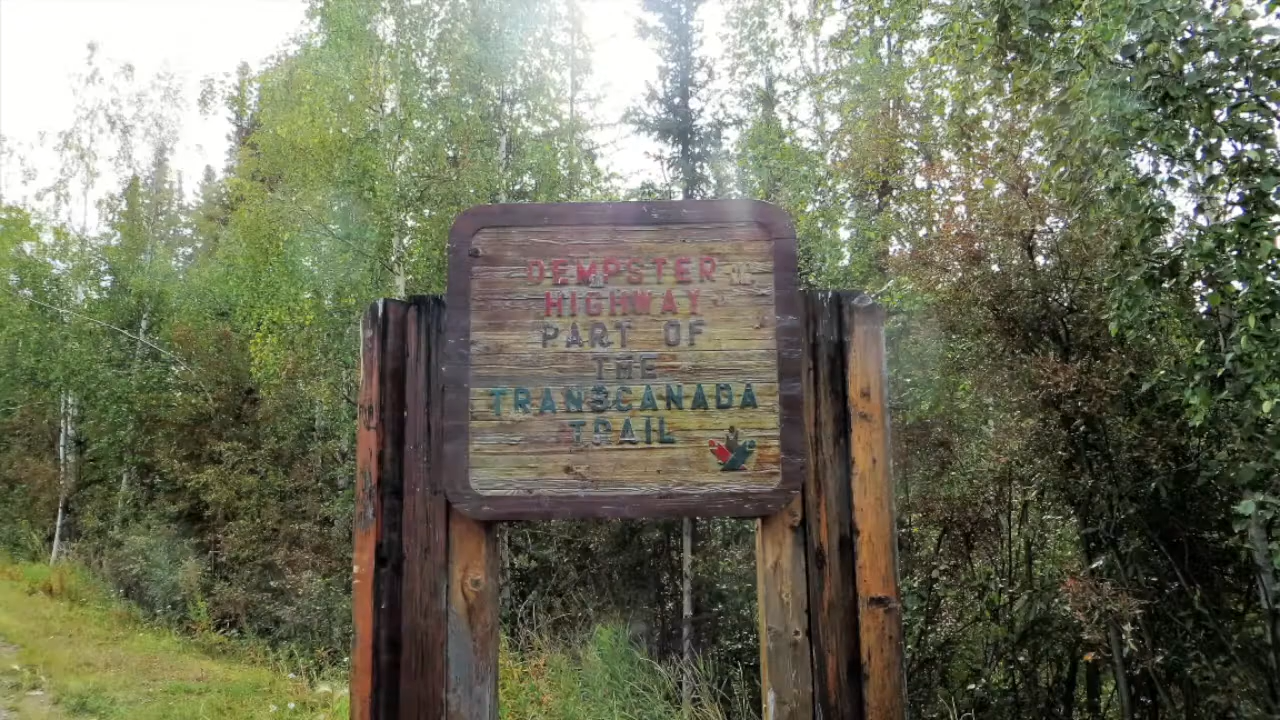 DEMPSTER
HIGHWAY
PART OF
THE
TRANSCANADA
TRAIL